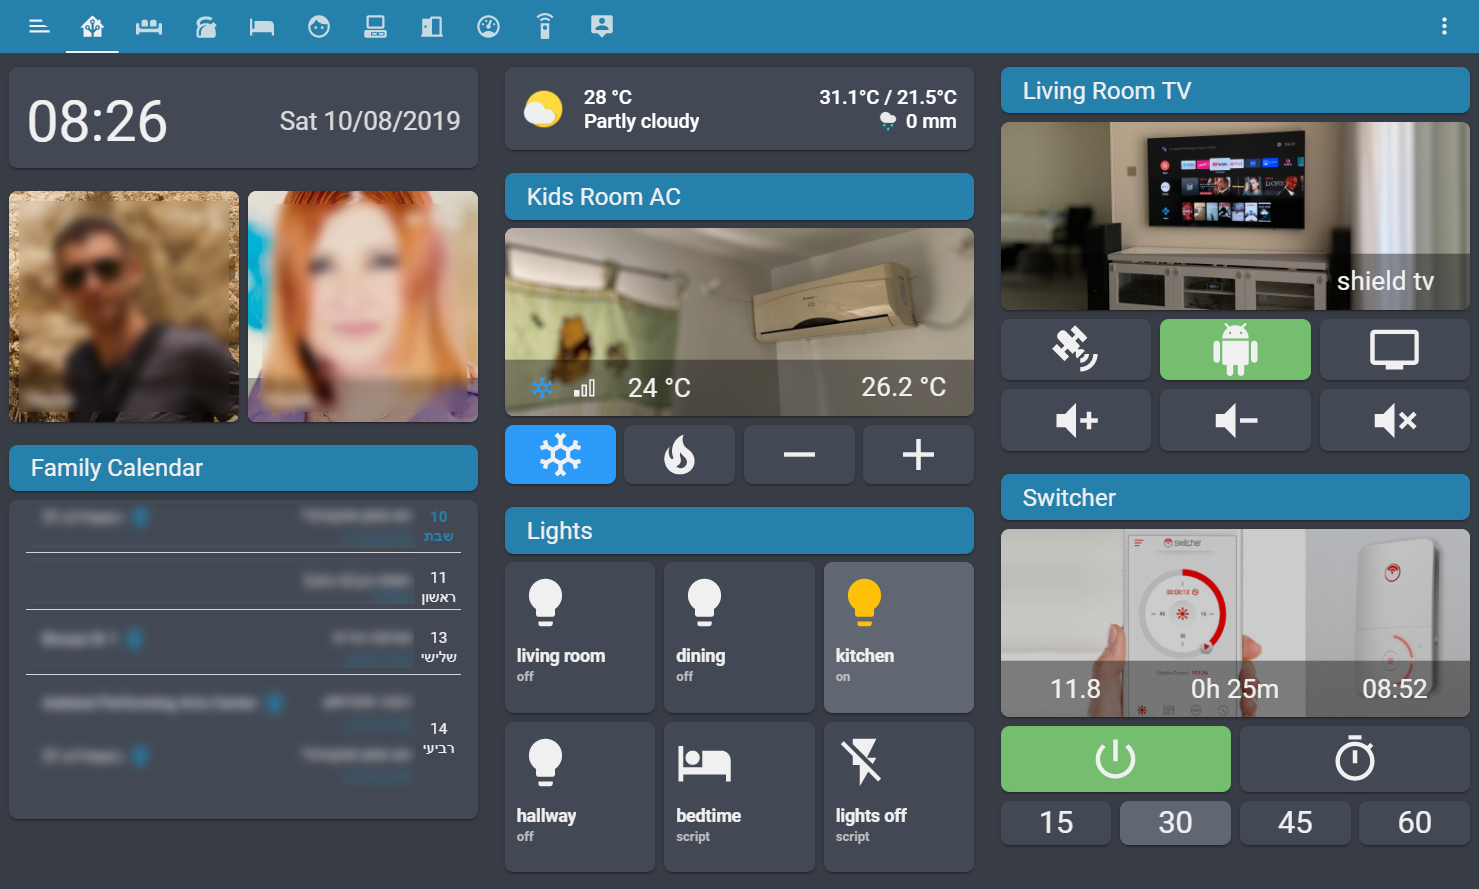 08:26
Sat 10/08/2019
Family Calendar
10
שבת
11
ראשון
13
שלישי
14
רביעי
28 °C
Partly cloudy
31.1°C / 21.5°C
0 mm
Kids Room AC
24 °C
26.2 °C
Lights
living room
off
dining
off
kitchen
on
hallway
off
bedtime
script
lights off
script
Living Room TV
shield tv
Switcher
switcher
00:00:13
11.8
0h 25m
08:52
15
30
45
60